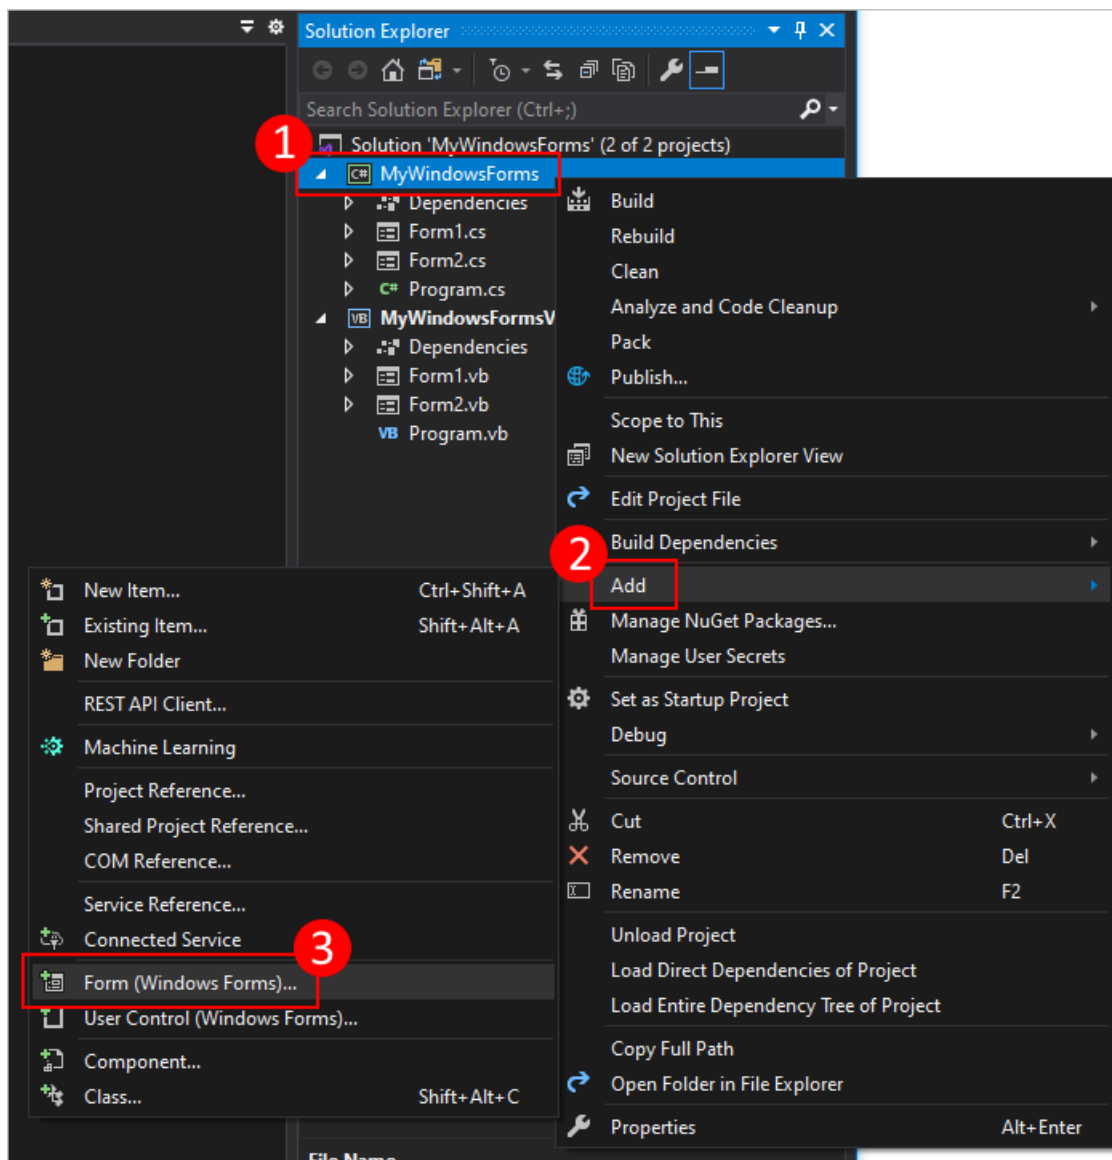 Solution Explorer
Search Solution Explorer (Ctrl+;)
1
Solution 'MyWindowsForms' (2 of 2 projects)
C# MyWindowsForms
Dependencies
Form1.cs
Form2.cs
C# Program.cs
VB MyWindowsFormsV
Dependencies
Form1.vb
Form2.vb
VB Program.vb
Build
Rebuild
Clean
Analyze and Code Cleanup
Pack
Publish...
Scope to This
New Solution Explorer View
Edit Project File
Build Dependencies
2
Add
Manage NuGet Packages...
Manage User Secrets
Set as Startup Project
Debug
Source Control
Cut Ctrl+X
Remove Del
Rename F2
Unload Project
Load Direct Dependencies of Project
Load Entire Dependency Tree of Project
Copy Full Path
Open Folder in File Explorer
Properties Alt+Enter
New Item... Ctrl+Shift+A
Existing Item... Shift+Alt+A
New Folder
REST API Client...
Machine Learning
Project Reference...
Shared Project Reference...
COM Reference...
Service Reference...
Connected Service
3
Form (Windows Forms)...
User Control (Windows Forms)...
Component...
Class... Shift+Alt+C
File Name